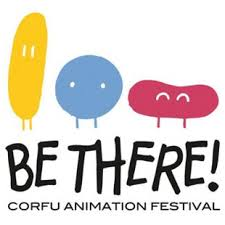 BE THERE!
CORFU ANIMATION FESTIVAL